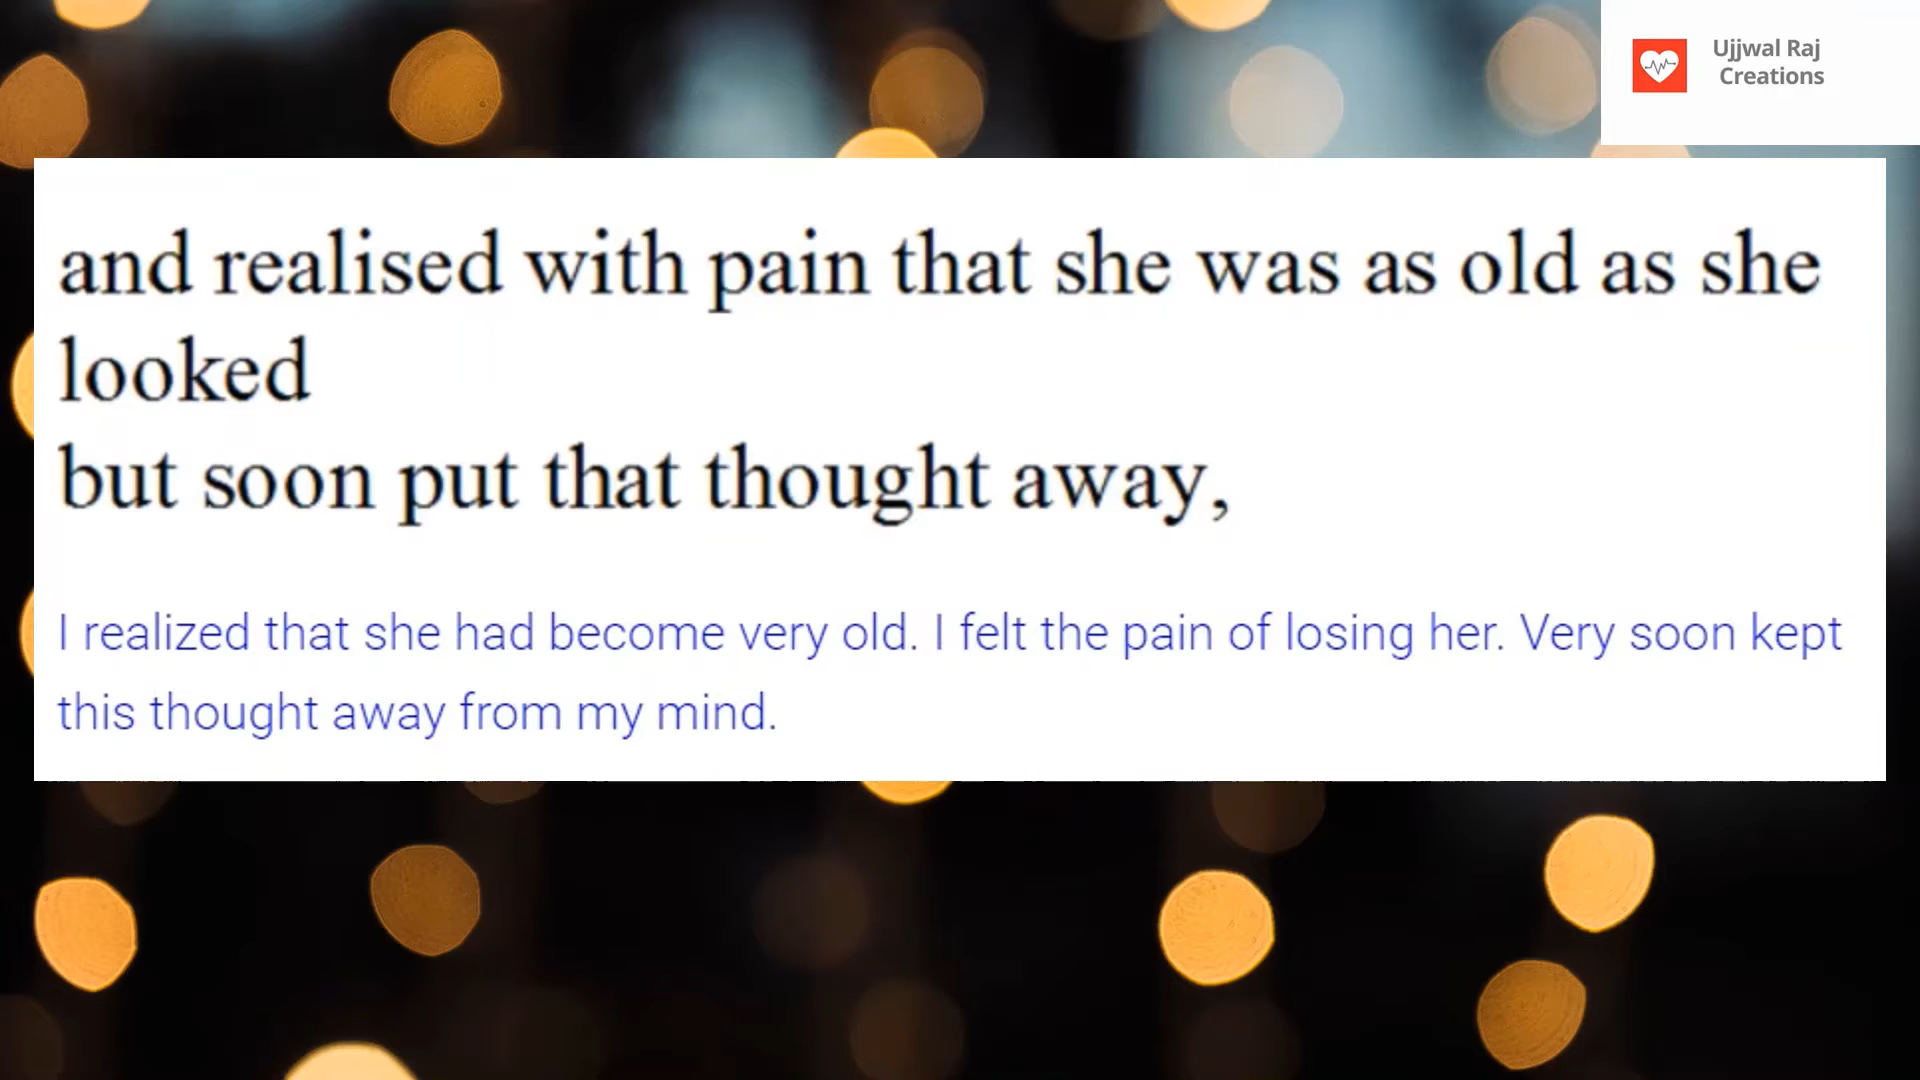 Ujjwal Raj
Creations
and realised with pain that she was as old as she
looked
but soon put that thought away,
I realized that she had become very old. I felt the pain of losing her. Very soon kept
this thought away from my mind.